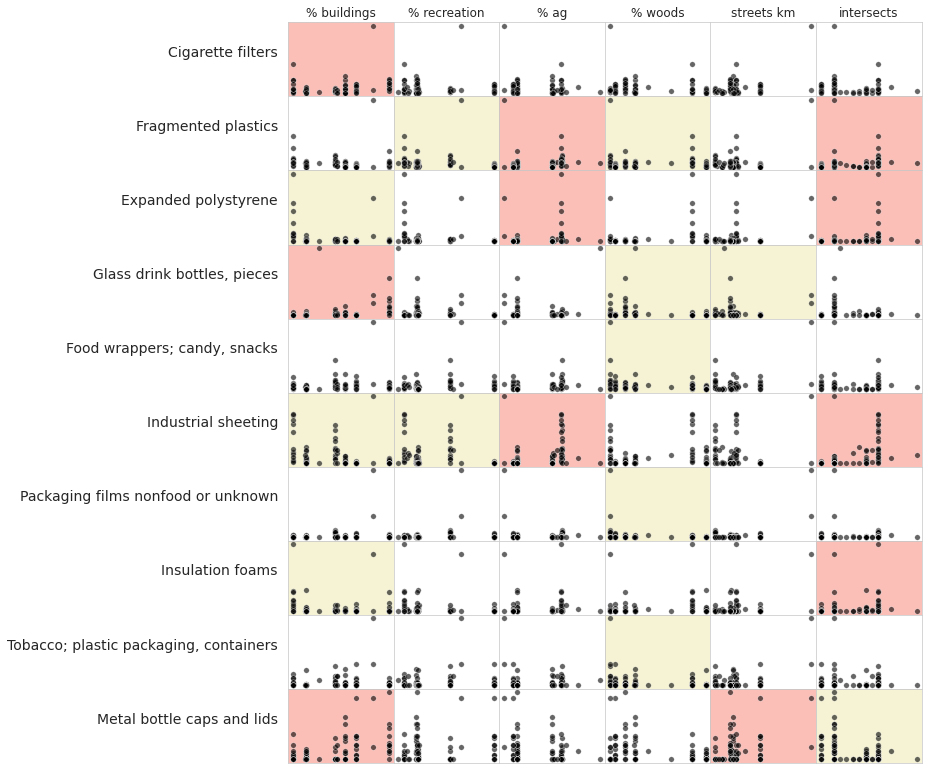 % buildings % recreation % ag % woods streets km intersects
Cigarette filters
Fragmented plastics
Expanded polystyrene
Glass drink bottles, pieces
Food wrappers; candy, snacks
Industrial sheeting
Packaging films nonfood or unknown
Insulation foams
Tobacco; plastic packaging, containers
Metal bottle caps and lids